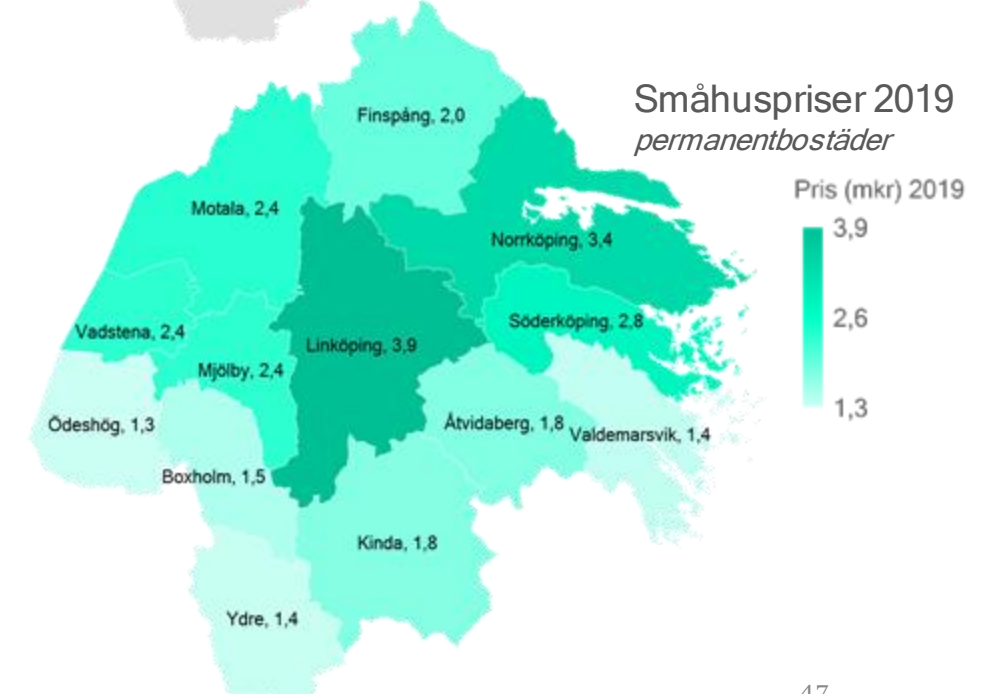 Småhuspriser 2019
permanentbostäder
Pris (mkr) 2019
3,9
2,6
1,3
Finspång, 2,0
Motala, 2,4
Norrköping, 3,4
Vadstena, 2,4
Söderköping, 2,8
Linköping, 3,9
Mjölby, 2,4
Ödeshög, 1,3
Åtvidaberg, 1,8
Valdemarsvik, 1,4
Boxholm, 1,5
Kinda, 1,8
Ydre, 1,4
47